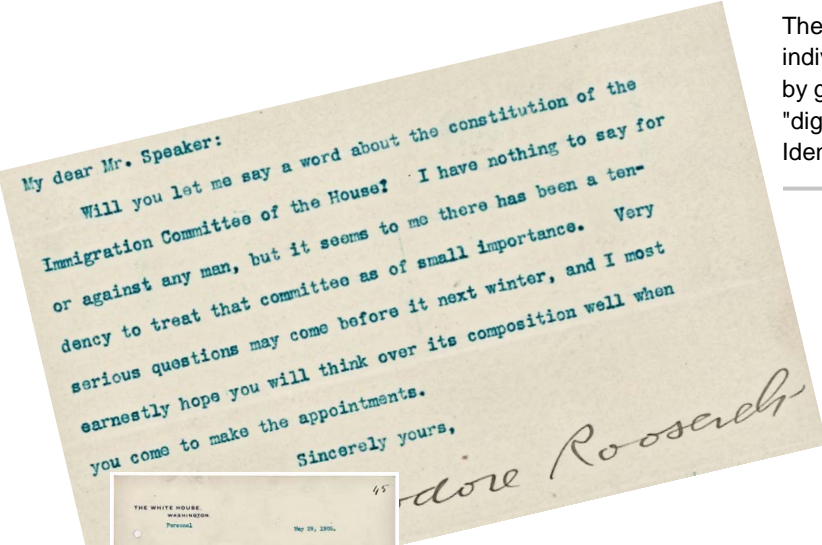 My dear Mr. Speaker:
Will you let me say a word about the constitution of the
Immigration Committee of the House? I have nothing to say for
or against any man, but it seems to me there has been a ten-
dency to treat that committee as of small importance. Very
serious questions may come before it next winter, and I most
earnestly hope you will think over its composition well when
you come to make the appointments.
Sincerely yours,
Roosevelt
45
THE WHITE HOUSE.
WASHINGTON
Personal
The
by